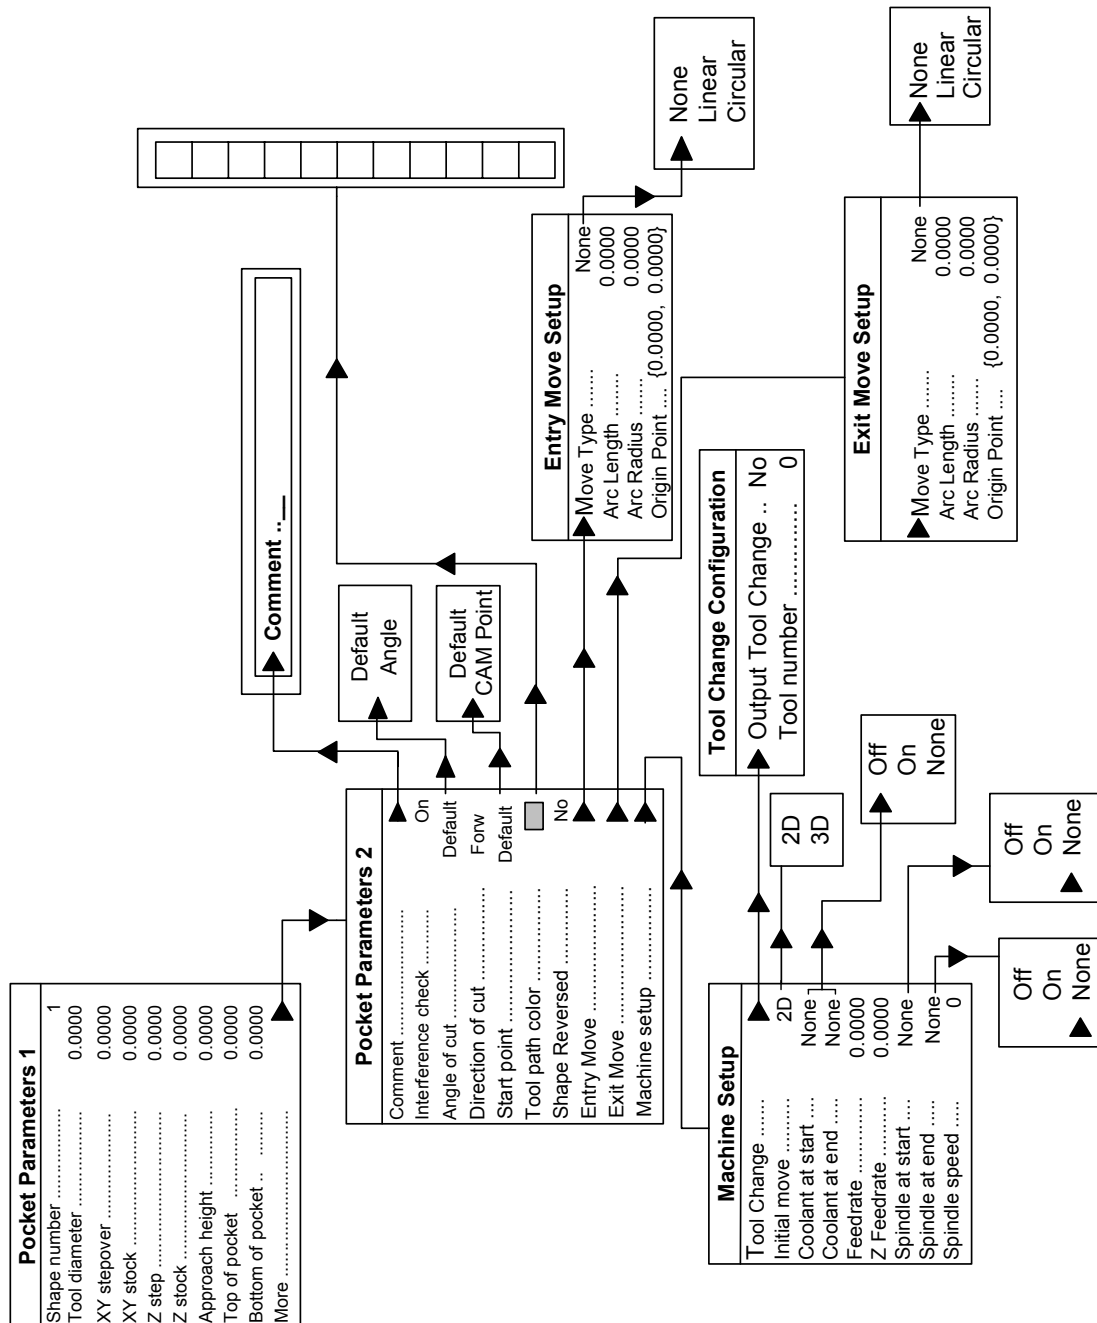 Pocket Parameters 1
Shape number .................. 1
Tool diameter .................. 0.0000
XY stepover .................. 0.0000
XY stock .................. 0.0000
Z step .................. 0.0000
Z stock .................. 0.0000
Approach height .................. 0.0000
Top of pocket .................. 0.0000
Bottom of pocket .. ......... 0.0000
More ..................
Pocket Parameters 2
Comment ..................
Interference check .......... On
Angle of cut .................. Default
Direction of cut .................. Forw
Start point .................. Default
Tool path color ..................
Shape Reversed .......... No
Entry Move ..................
Exit Move ..................
Machine setup ..................
Comment ..__
Default
Angle
Default
CAM Point
Entry Move Setup
Move Type ....... None
Arc Length ........ 0.0000
Arc Radius ....... 0.0000
Origin Point .... {0.0000, 0.0000}
None
Linear
Circular
Exit Move Setup
Move Type ....... None
Arc Length ........ 0.0000
Arc Radius ....... 0.0000
Origin Point .... {0.0000, 0.0000}
None
Linear
Circular
Machine Setup
Tool Change .......
Initial move ......... 2D
Coolant at start .... None
Coolant at end .... None
Feedrate ............ 0.0000
Z Feedrate ......... 0.0000
Spindle at start .... None
Spindle at end .... None
Spindle speed .... 0
Tool Change Configuration
Output Tool Change .. No
Tool number ............... 0
2D
3D
Off
On
None
Off
On
None
Off
On
None